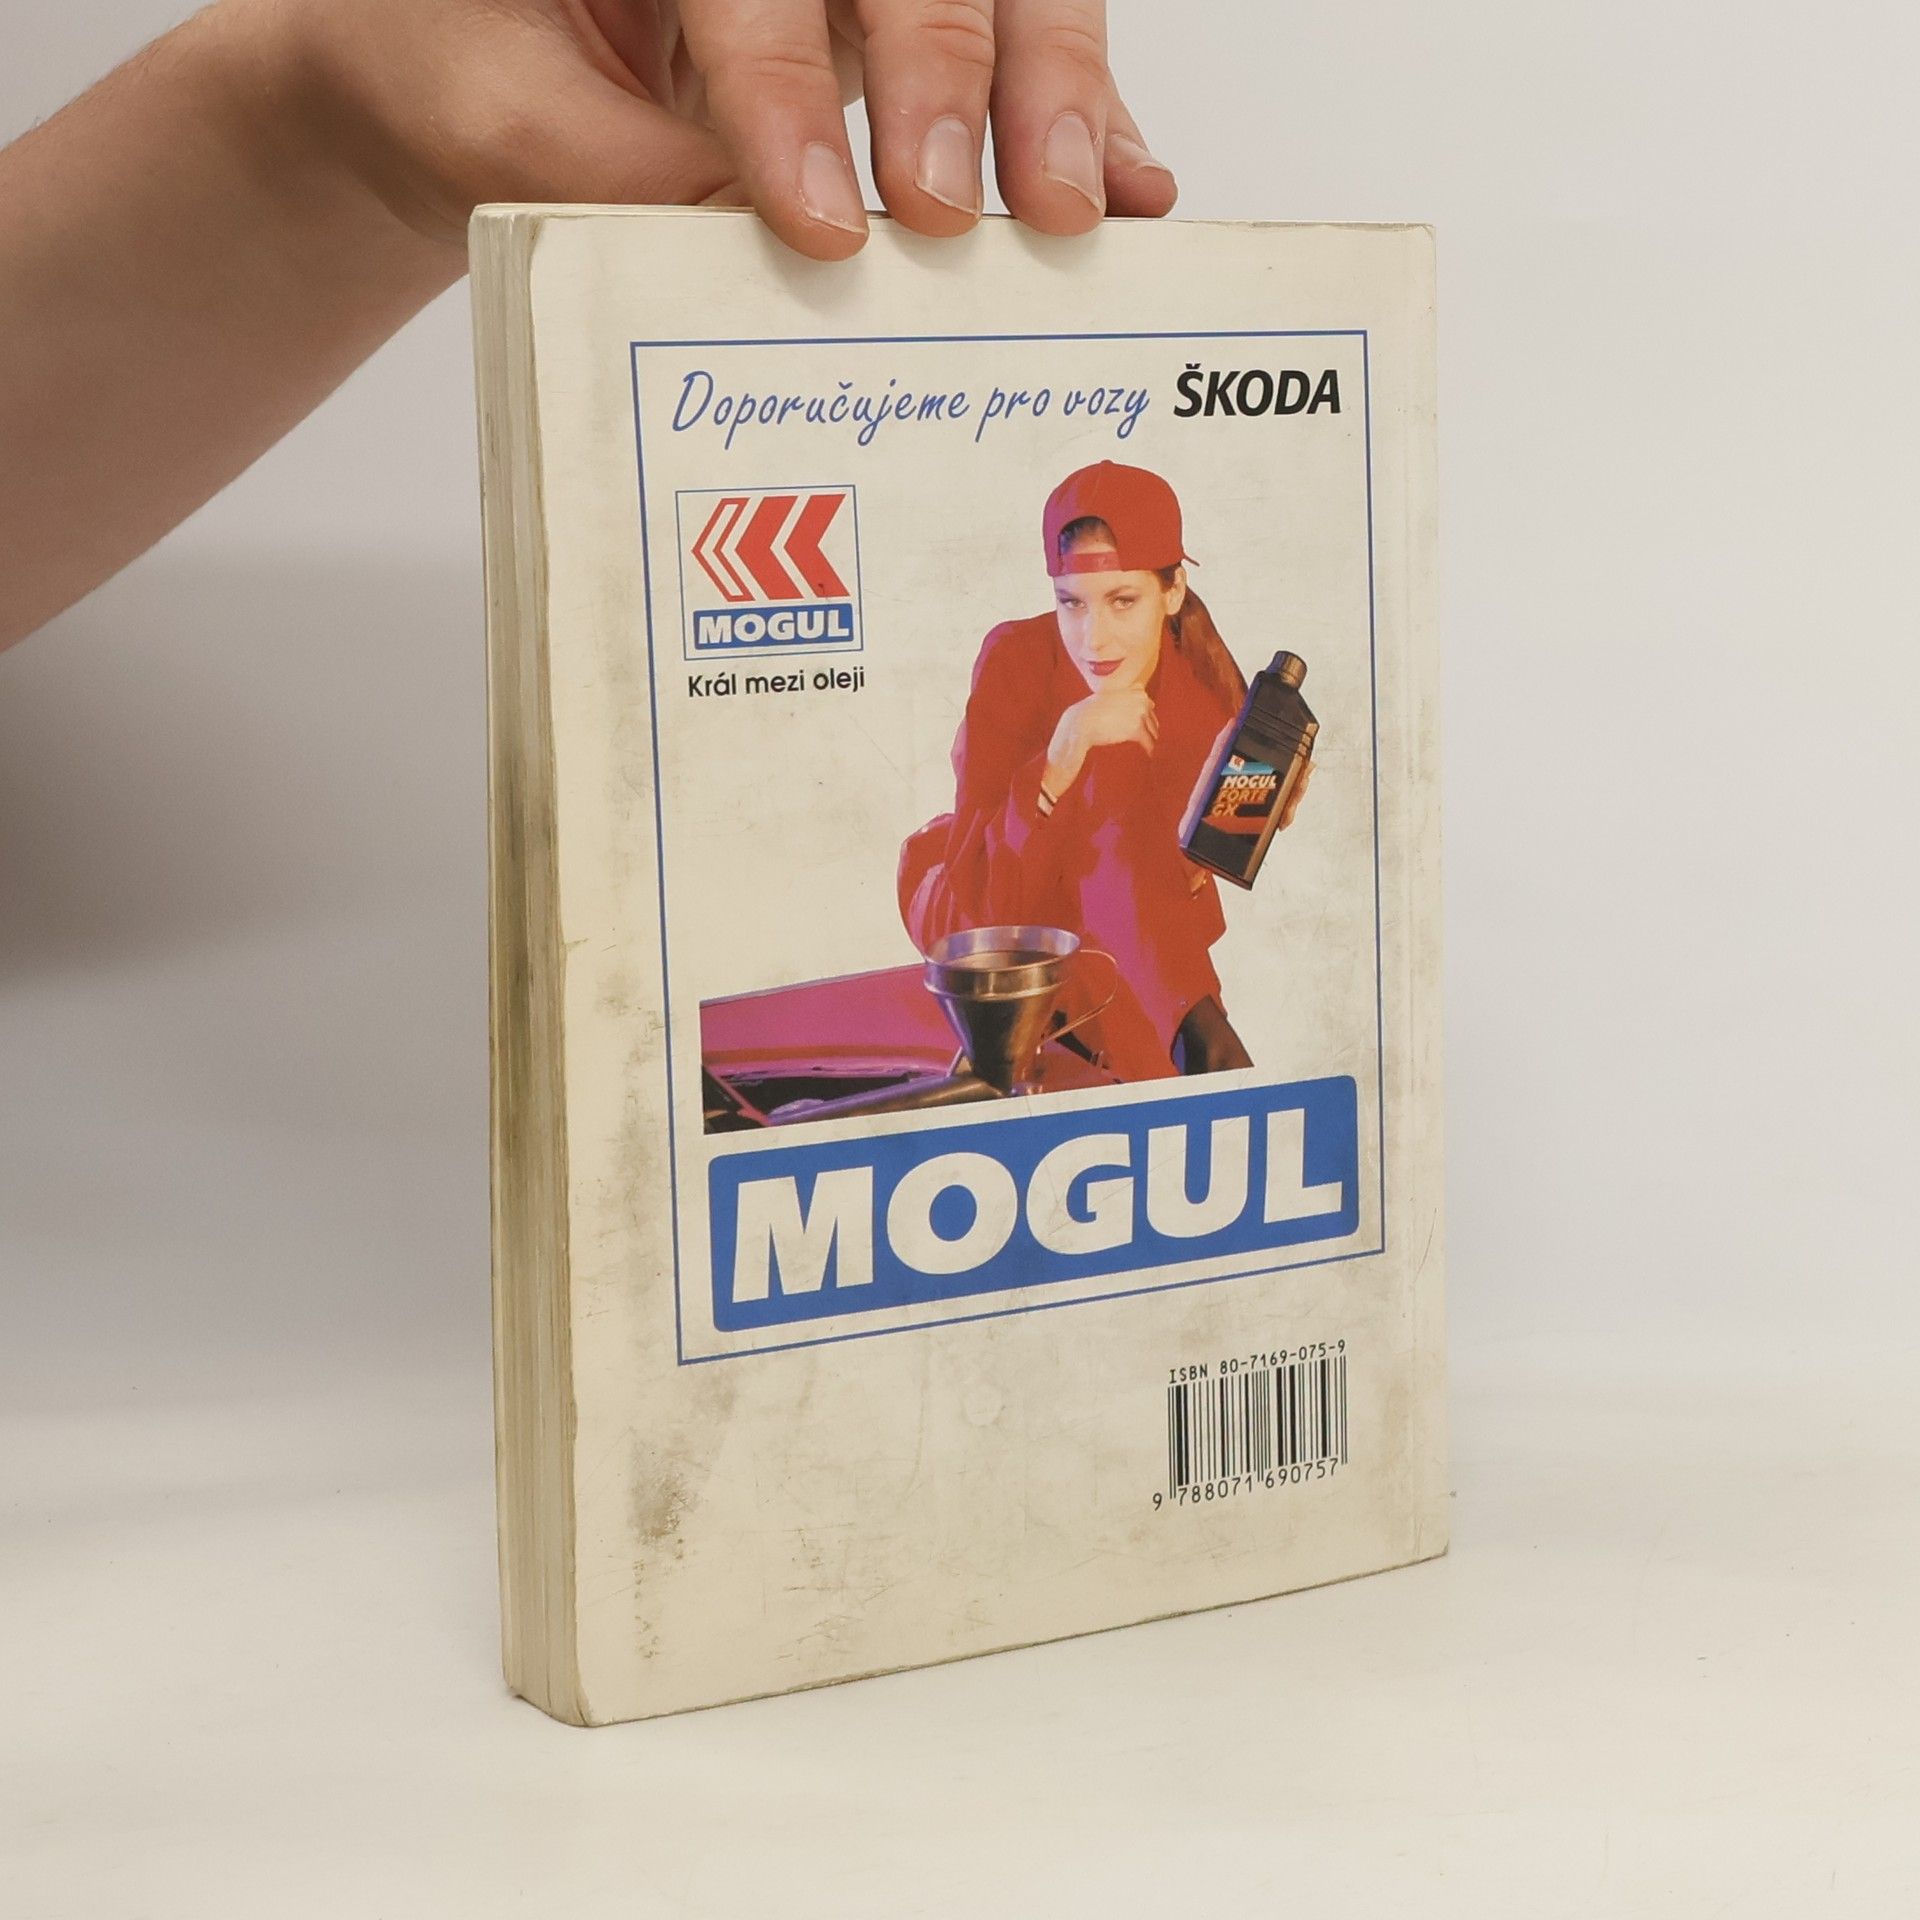 Doporučujeme pro vozy ŠKODA
MOGUL
Král mezi oleji
MOGUL
FORTE
GX
MOGUL
ISBN 80-7169-075-9
9 788071 690757